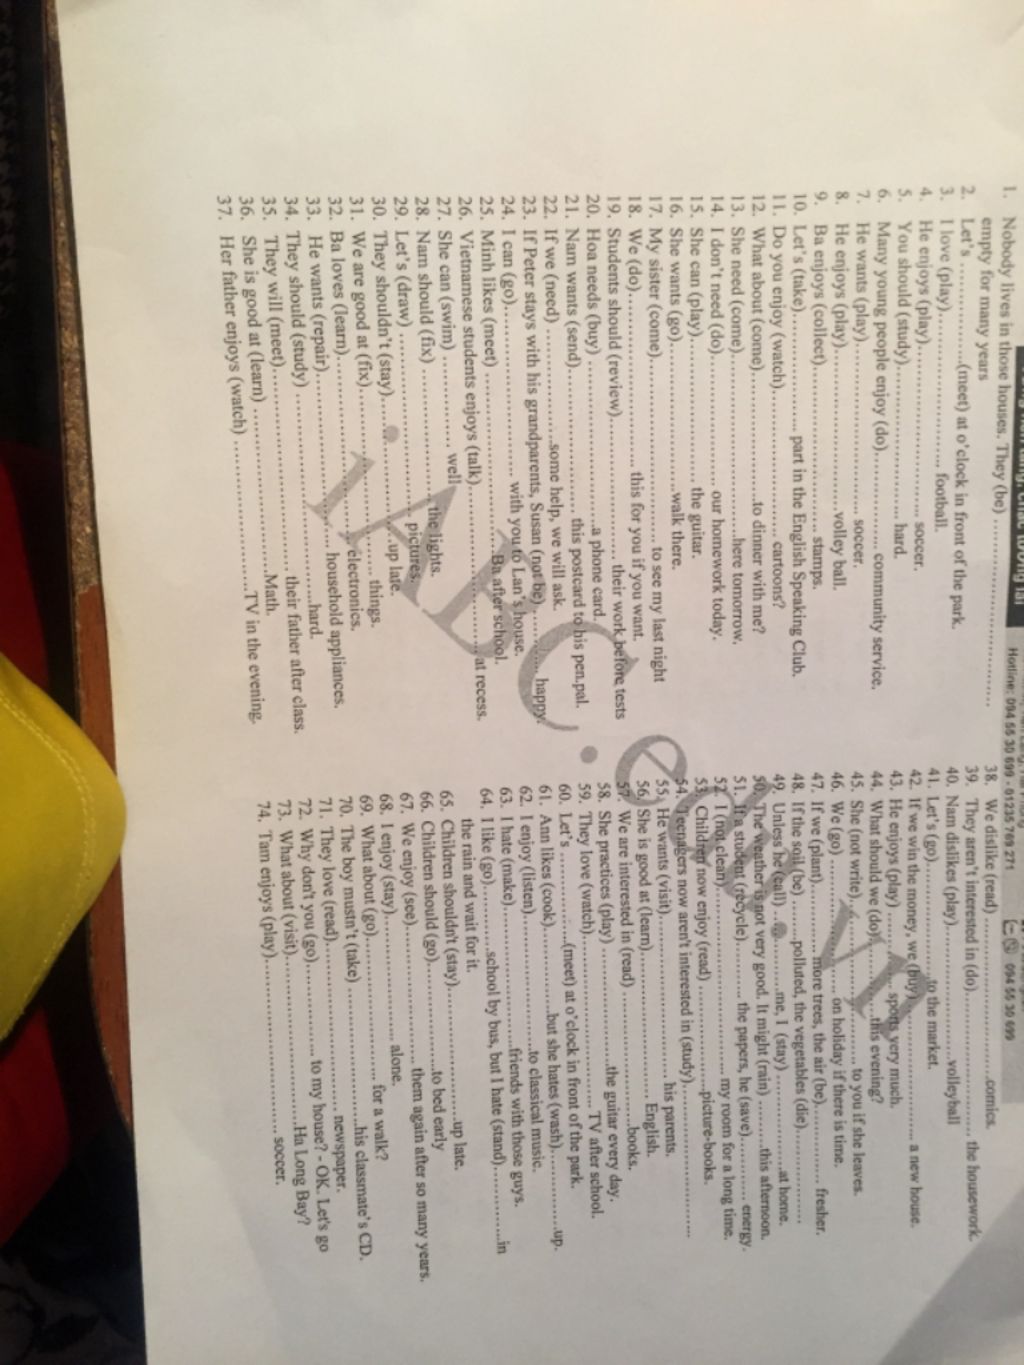 Hotline: 094 55 30 699 - 01235 769 271
094 55 30 699
1. Nobody lives in those houses. They (be) ............................
empty for many years
2. Let's ................(meet) at o'clock in front of the park.
3. I love (play)........................ football.
4. He enjoys (play)........................ soccer.
5. You should (study)........................ hard.
6. Many young people enjoy (do)................ community service.
7. He wants (play)........................ soccer.
8. He enjoys (play)........................volley ball.
9. Ba enjoys (collect)........................ stamps.
10. Let's (take)................ part in the English Speaking Club.
11. Do you enjoy (watch)................ cartoons?
12. What about (come)................to dinner with me?
13. She need (come)................here tomorrow.
14. I don't need (do)................ our homework today.
15. She can (play)................ the guitar.
16. She wants (go)................walk there.
17. My sister (come)................ to see my last night
18. We (do)................ this for you if you want.
19. Students should (review)................ their work before tests
20. Hoa needs (buy) ................a phone card.
21. Nam wants (send)................ this postcard to his pen.pal.
22. If we (need) ................some help, we will ask.
23. If Peter stays with his grandparents, Susan (not be) ............ happy.
24. I can (go)................ with you to Lan's house.
25. Minh likes (meet) ................Ba after school.
26. Vietnamese students enjoys (talk)................ at recess.
27. She can (swim) ................ well
28. Nam should (fix) ................the lights.
29. Let's (draw) ................ pictures.
30. They shouldn't (stay)................up late.
31. We are good at (fix)................ things.
32. Ba loves (learn)................ electronics.
33. He wants (repair)................ household appliances.
34. They should (study) ................hard.
35. They will (meet)................ their father after class.
36. She is good at (learn) ................Math.
37. Her father enjoys (watch) ................TV in the evening.
38. We dislike (read) ................comics.
39. They aren't interested in (do)................ the housework.
40. Nam dislikes (play)................volleyball
41. Let's (go)................to the market.
42. If we win the money, we (buy)................ a new house.
43. He enjoys (play) ............ sports very much.
44. What should we (do)............this evening?
45. She (not write)................ to you if she leaves.
46. We (go) ................ on holiday if there is time.
47. If we (plant)............more trees, the air (be)............ fresher.
48. If the soil (be) ........polluted, the vegetables (die)................
49. Unless he (call) ............me, I (stay) ................at home.
50. The weather is not very good. It might (rain) ........this afternoon.
51. If a student (recycle)........ the papers, he (save)............ energy.
52. I (not clean)................ my room for a long time.
53. Children now enjoy (read) ................picture-books.
54. Teenagers now aren't interested in (study)................
55. He wants (visit)................ his parents.
56. She is good at (learn)................ English.
57. We are interested in (read) ................books.
58. She practices (play) ................the guitar every day.
59. They love (watch)................ TV after school.
60. Let's ................(meet) at o'clock in front of the park.
61. Ann likes (cook)............but she hates (wash)............up.
62. I enjoy (listen)................to classical music.
63. I hate (make)................friends with those guys.
64. I like (go)........school by bus, but I hate (stand)............in
the rain and wait for it.
65. Children shouldn't (stay)................up late.
66. Children should (go)................to bed early
67. We enjoy (see)................ them again after so many years.
68. I enjoy (stay)................ alone.
69. What about (go)................ for a walk?
70. The boy mustn't (take) ................his classmate's CD.
71. They love (read)................ newspaper.
72. Why don't you (go)............ to my house? - OK. Let's go
73. What about (visit)................Ha Long Bay?
74. Tam enjoys (play)................ soccer.